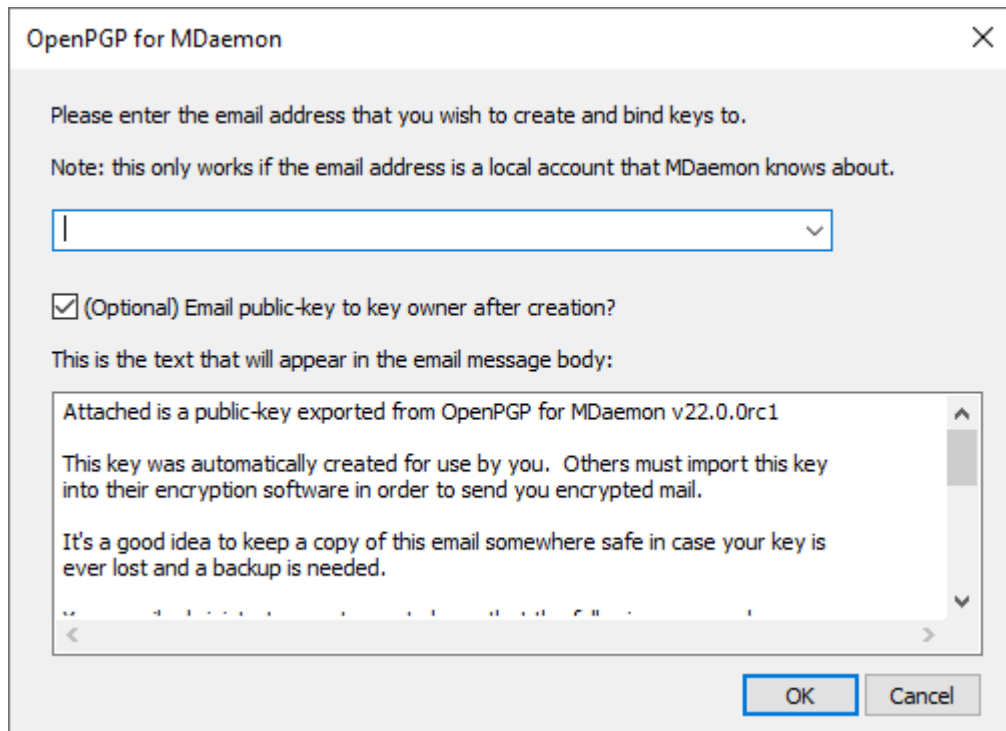 OpenPGP for MDaemon
Please enter the email address that you wish to create and bind keys to.
Note: this only works if the email address is a local account that MDaemon knows about.
(Optional) Email public-key to key owner after creation?
This is the text that will appear in the email message body:
Attached is a public-key exported from OpenPGP for MDaemon v22.0.0rc1
This key was automatically created for use by you.  Others must import this key
into their encryption software in order to send you encrypted mail.
It's a good idea to keep a copy of this email somewhere safe in case your key is
ever lost and a backup is needed.
OK
Cancel